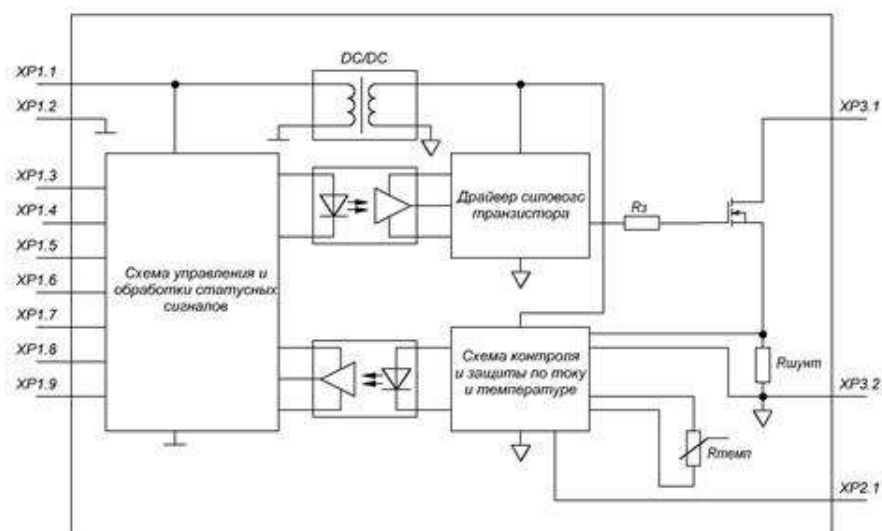 DC/DC
XP1.1
XP1.2
XP3.1
XP1.3
XP1.4
XP1.5
XP1.6
XP1.7
XP1.8
XP1.9
Схема управления и
обработки статусных
сигналов
Драйвер силового
транзистора
Rз
Схема контроля
и защиты по току
и температуре
Rшунт
XP3.2
Rтемп
XP2.1